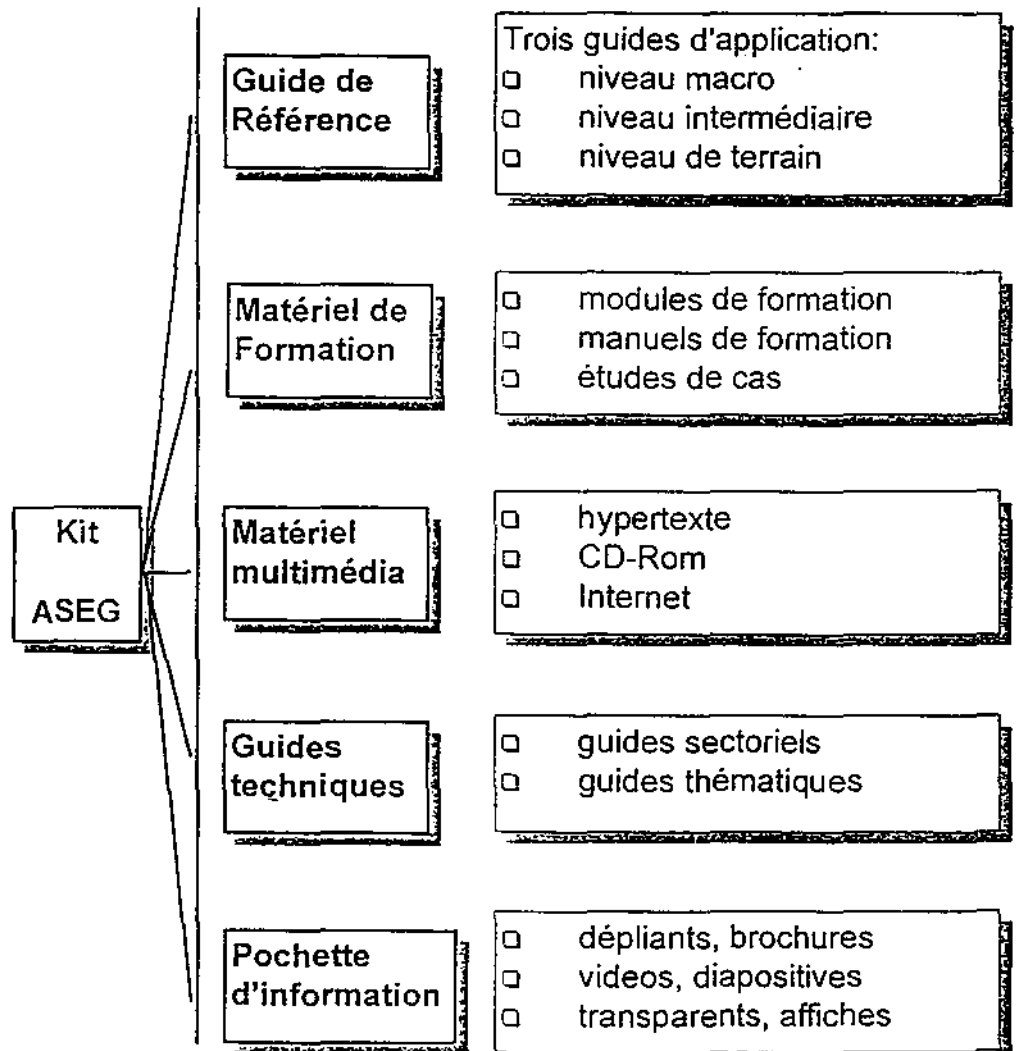 Guide de
Référence
Trois guides d'application:
❑ niveau macro
❑ niveau intermédiaire
❑ niveau de terrain
Matériel de
Formation
❑ modules de formation
❑ manuels de formation
❑ études de cas
Kit
ASEG
Matériel
multimédia
❑ hypertexte
❑ CD-Rom
❑ Internet
Guides
techniques
❑ guides sectoriels
❑ guides thématiques
Pochette
d'information
❑ dépliants, brochures
❑ videos, diapositives
❑ transparents, affiches